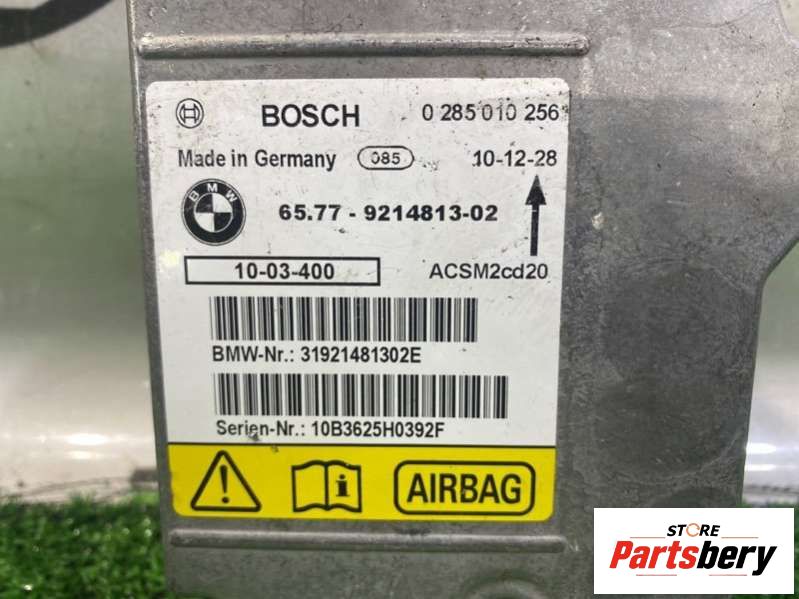 BOSCH 0 285 010 256
Made in Germany 085 10-12-28
BMW 65.77 - 9214813-02
10-03-400 ACSM2cd20
BMW-Nr.: 31921481302E
Serien-Nr.: 10B3625H0392F
AIRBAG
STORE
Partsbery